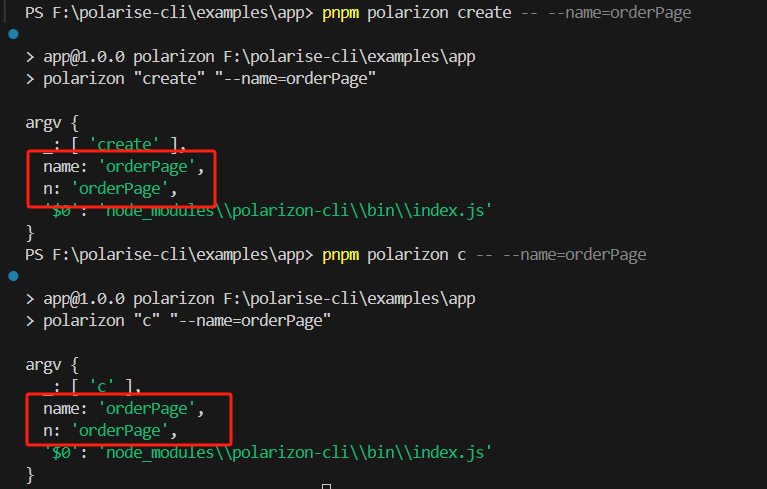 PS F:\polarise-cli\examples\app> pnpm polarizon create -- --name=orderPage
> app@1.0.0 polarizon F:\polarise-cli\examples\app
> polarizon "create" "--name=orderPage"
argv {
_: [ 'create' ],
name: 'orderPage',
n: 'orderPage',
'$0': 'node_modules\\polarizon-cli\\bin\\index.js'
}
PS F:\polarise-cli\examples\app> pnpm polarizon c -- --name=orderPage
> app@1.0.0 polarizon F:\polarise-cli\examples\app
> polarizon "c" "--name=orderPage"
argv {
_: [ 'c' ],
name: 'orderPage',
n: 'orderPage',
'$0': 'node_modules\\polarizon-cli\\bin\\index.js'
}